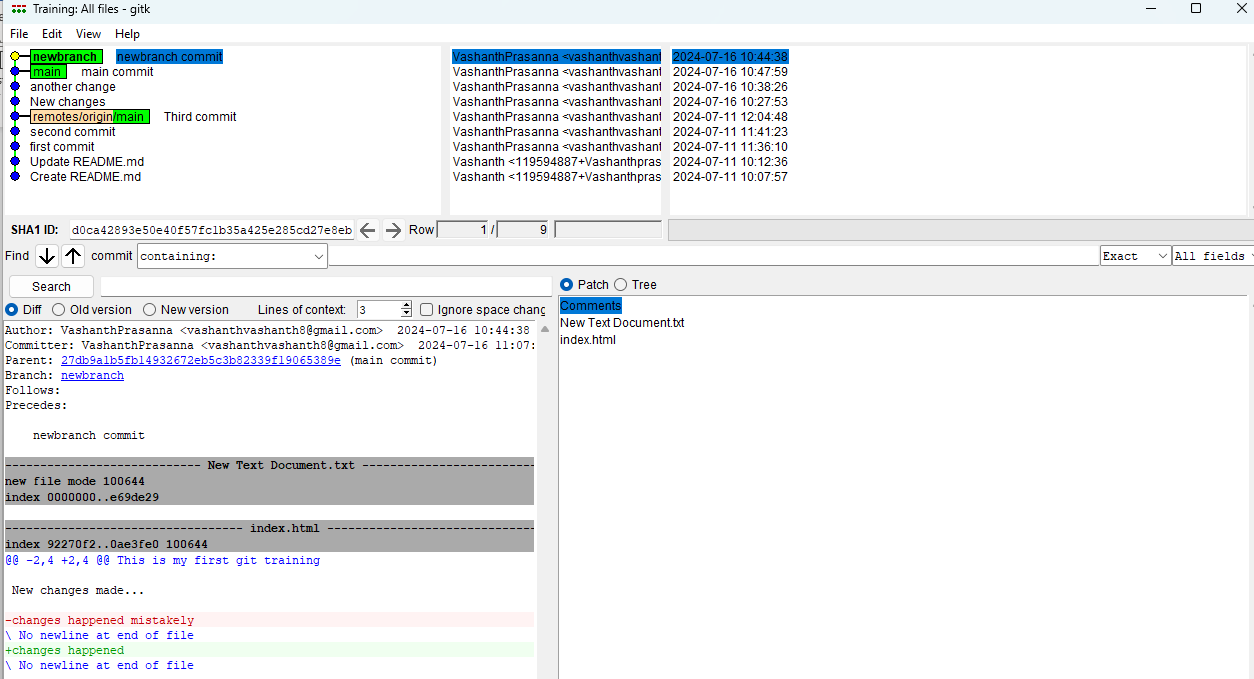 Training: All files - gitk
File Edit View Help
newbranch newbranch commit VashanthPrasanna <vashanthvashant 2024-07-16 10:44:38
main main commit VashanthPrasanna <vashanthvashant 2024-07-16 10:47:59
another change VashanthPrasanna <vashanthvashant 2024-07-16 10:38:26
New changes VashanthPrasanna <vashanthvashant 2024-07-16 10:27:53
remotes/origin/main Third commit VashanthPrasanna <vashanthvashant 2024-07-11 12:04:48
second commit VashanthPrasanna <vashanthvashant 2024-07-11 11:41:23
first commit VashanthPrasanna <vashanthvashant 2024-07-11 11:36:10
Update README.md Vashanth <119594887+Vashanthpras 2024-07-11 10:12:36
Create README.md Vashanth <119594887+Vashanthpras 2024-07-11 10:07:57
SHA1 ID: d0ca42893e50e40f57fc1b35a425e285cd27e8eb Row 1 / 9
Find commit containing: Exact All fields
Search
Diff Old version New version Lines of context: 3 Ignore space chang
Author: VashanthPrasanna <vashanthvashanth8@gmail.com> 2024-07-16 10:44:38
Committer: VashanthPrasanna <vashanthvashanth8@gmail.com> 2024-07-16 11:07:
Parent: 27db9a1b5fb14932672eb5c3b82339f19065389e (main commit)
Branch: newbranch
Follows:
Precedes:
newbranch commit
---------------------------- New Text Document.txt -------------------------
new file mode 100644
index 0000000..e69de29
---------------------------------- index.html ------------------------------
index 92270f2..0ae3fe0 100644
@@ -2,4 +2,4 @@ This is my first git training
New changes made...
-changes happened mistakely
\ No newline at end of file
+changes happened
\ No newline at end of file
Patch Tree
Comments
New Text Document.txt
index.html